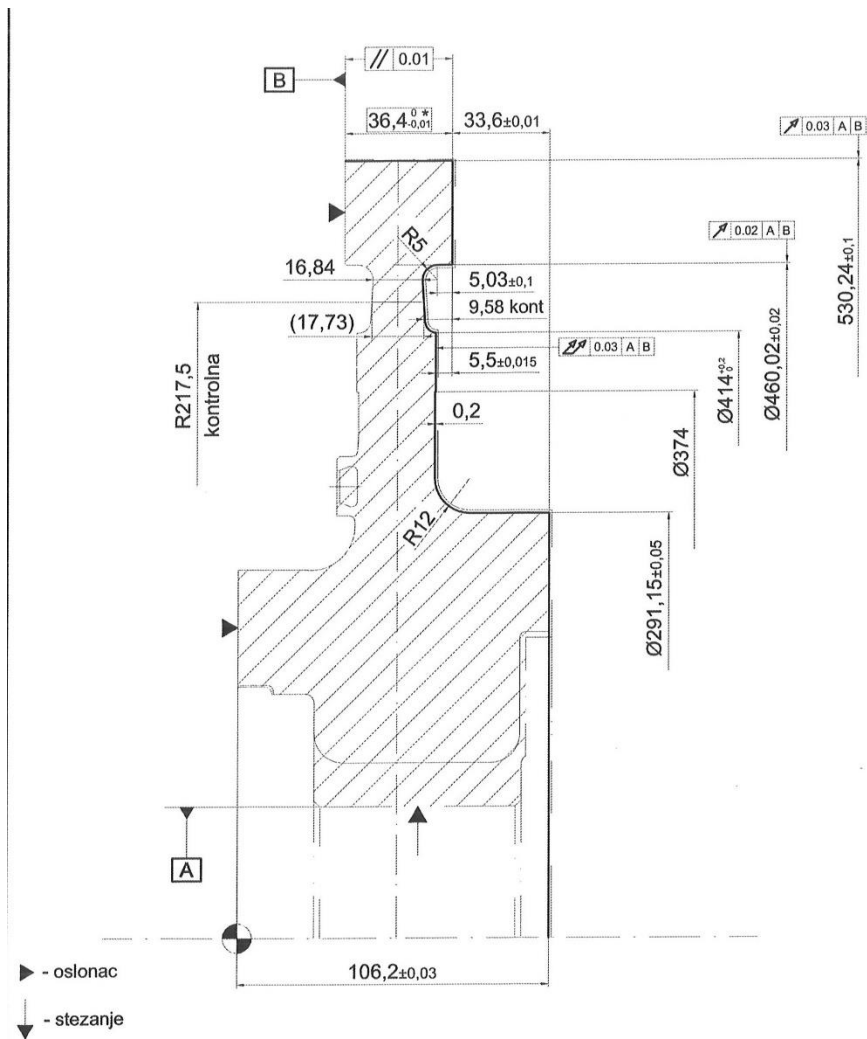 // 0.01
B
36,4 0 * -0,01
33,6±0,01
↗ 0.03 A B
↗ 0.02 A B
R5
16,84
5,03±0,1
9,58 kont
(17,73)
0.03 A B
5,5±0,015
R217,5
kontrolna
0,2
530,24±0,1
Ø460,02±0,02
Ø414 +0,2 0
Ø374
R12
Ø291,15±0,05
A
106,2±0,03
- oslonac
- stezanje